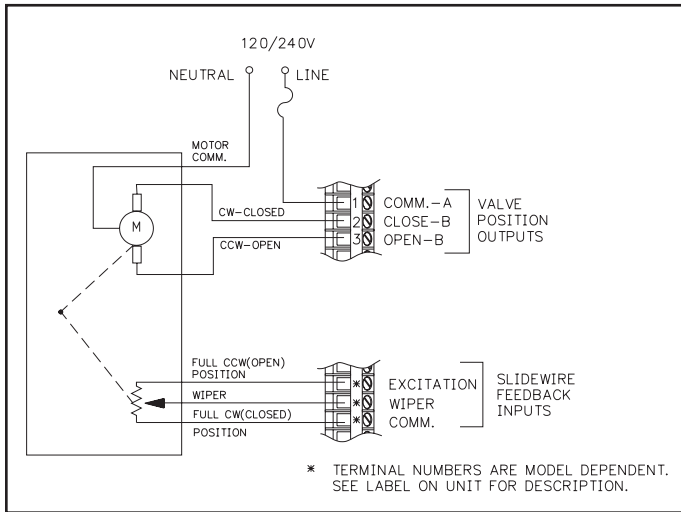 120/240V
NEUTRAL
LINE
MOTOR
COMM.
M
CW-CLOSED
CCW-OPEN
1 COMM.-A
2 CLOSE-B
3 OPEN-B
VALVE
POSITION
OUTPUTS
FULL CCW(OPEN)
POSITION
WIPER
FULL CW(CLOSED)
POSITION
* EXCITATION
* WIPER
* COMM.
SLIDEWIRE
FEEDBACK
INPUTS
* TERMINAL NUMBERS ARE MODEL DEPENDENT.
SEE LABEL ON UNIT FOR DESCRIPTION.